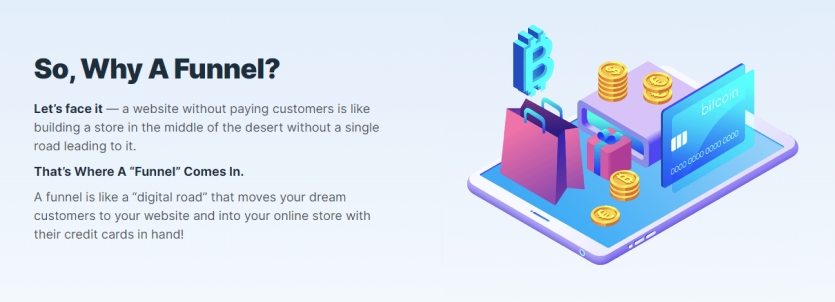 So, Why A Funnel?
Let’s face it — a website without paying customers is like
building a store in the middle of the desert without a single
road leading to it.
That’s Where A “Funnel” Comes In.
A funnel is like a “digital road” that moves your dream
customers to your website and into your online store with
their credit cards in hand!
bitcoin
0000 0000 0000 0000